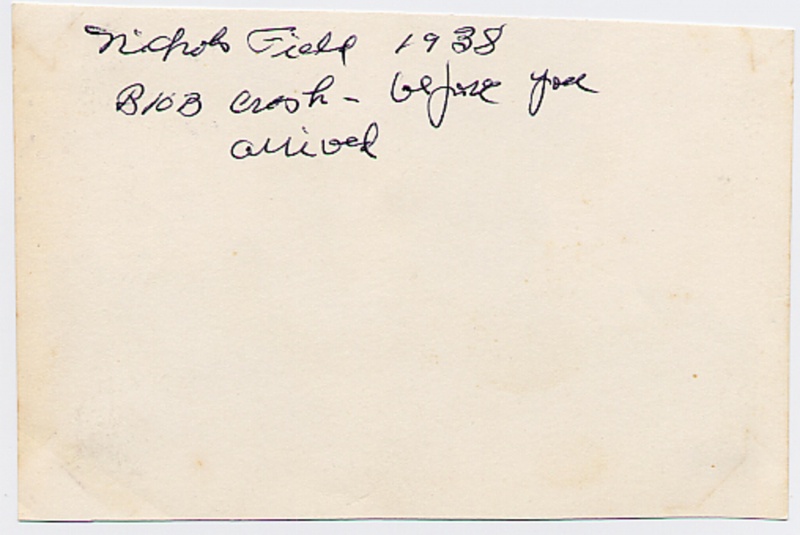 Nichols Field 1938
B10B crash - before you
arrived